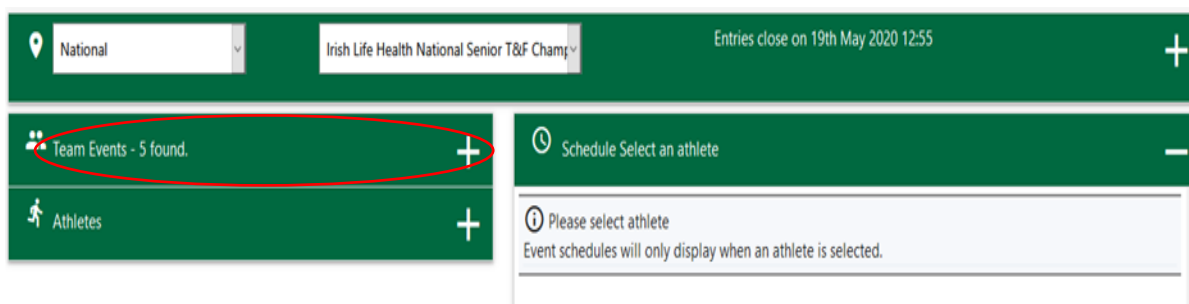 National
Irish Life Health National Senior T&F Champ
Entries close on 19th May 2020 12:55
Team Events - 5 found.
Schedule Select an athlete
Athletes
Please select athlete
Event schedules will only display when an athlete is selected.